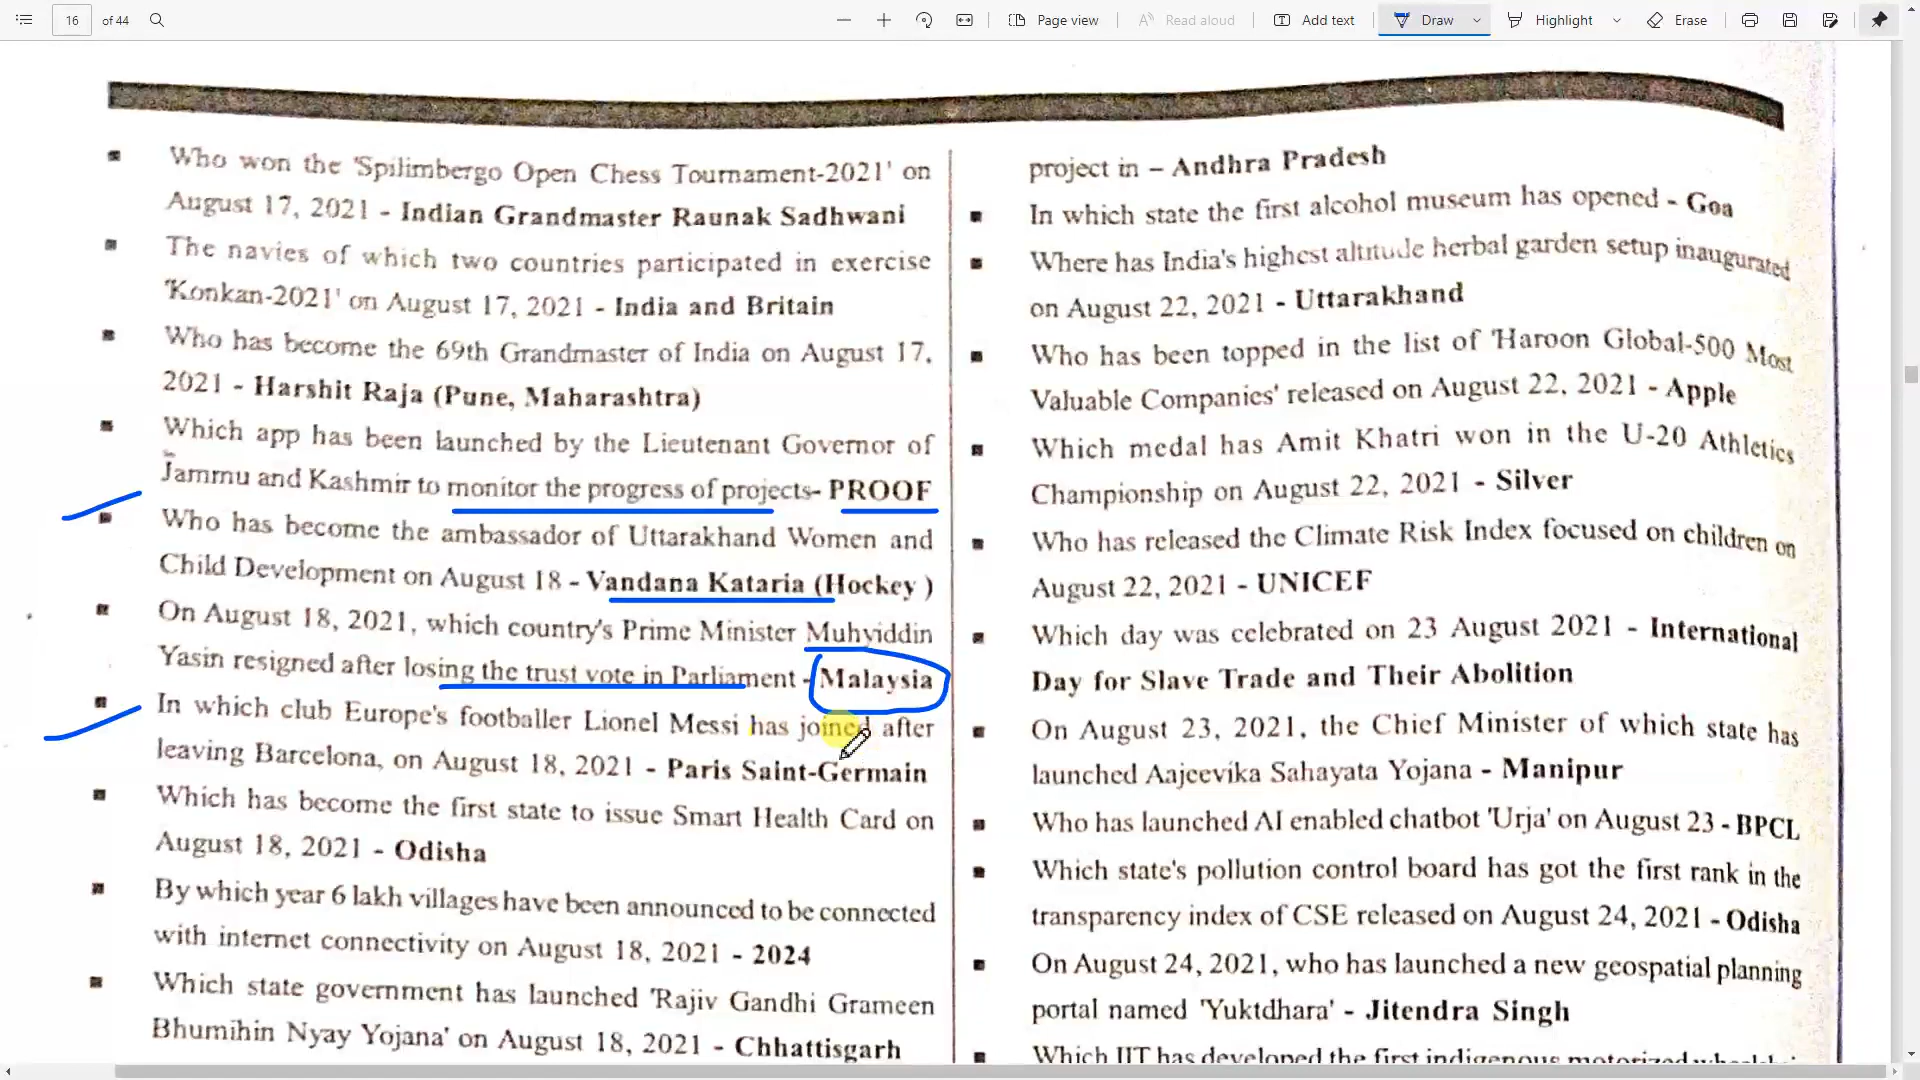 16 of 44
Page view
Read aloud
Add text
Draw
Highlight
Erase
Who won the 'Spilimbergo Open Chess Tournament-2021' on
August 17, 2021 - Indian Grandmaster Raunak Sadhwani
The navies of which two countries participated in exercise
'Konkan-2021' on August 17, 2021 - India and Britain
Who has become the 69th Grandmaster of India on August 17,
2021 - Harshit Raja (Pune, Maharashtra)
Which app has been launched by the Lieutenant Governor of
Jammu and Kashmir to monitor the progress of projects- PROOF
Who has become the ambassador of Uttarakhand Women and
Child Development on August 18 - Vandana Kataria (Hockey )
On August 18, 2021, which country's Prime Minister Muhyiddin
Yasin resigned after losing the trust vote in Parliament - Malaysia
In which club Europe's footballer Lionel Messi has joined after
leaving Barcelona, on August 18, 2021 - Paris Saint-Germain
Which has become the first state to issue Smart Health Card on
August 18, 2021 - Odisha
By which year 6 lakh villages have been announced to be connected
with internet connectivity on August 18, 2021 - 2024
Which state government has launched 'Rajiv Gandhi Grameen
Bhumihin Nyay Yojana' on August 18, 2021 - Chhattisgarh
project in – Andhra Pradesh
In which state the first alcohol museum has opened - Goa
Where has India's highest altitude herbal garden setup inaugurated
on August 22, 2021 - Uttarakhand
Who has been topped in the list of 'Haroon Global-500 Most
Valuable Companies' released on August 22, 2021 - Apple
Which medal has Amit Khatri won in the U-20 Athletics
Championship on August 22, 2021 - Silver
Who has released the Climate Risk Index focused on children on
August 22, 2021 - UNICEF
Which day was celebrated on 23 August 2021 - International
Day for Slave Trade and Their Abolition
On August 23, 2021, the Chief Minister of which state has
launched Aajeevika Sahayata Yojana - Manipur
Who has launched AI enabled chatbot 'Urja' on August 23 - BPCL
Which state's pollution control board has got the first rank in the
transparency index of CSE released on August 24, 2021 - Odisha
On August 24, 2021, who has launched a new geospatial planning
portal named 'Yuktdhara' - Jitendra Singh
Which IIT has developed the first indigenous motorized